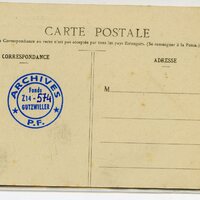 CARTE POSTALE
La Correspondance au recto n'est pas acceptée par tous les pays étrangers. (Se renseigner à la Poste.)
CORRESPONDANCE
ADRESSE
ARCHIVES
Fonds
Z14-574
GUTZWILLER
P.F.
M